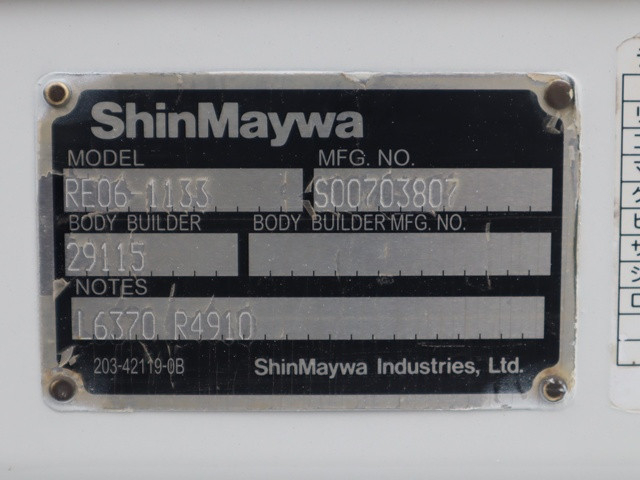 ShinMaywa
MODEL MFG. NO.
RE06-1133 S00703807
BODY BUILDER BODY BUILDER MFG. NO.
29115
NOTES
L6370 R4910
203-42119-0B ShinMaywa Industries, Ltd.